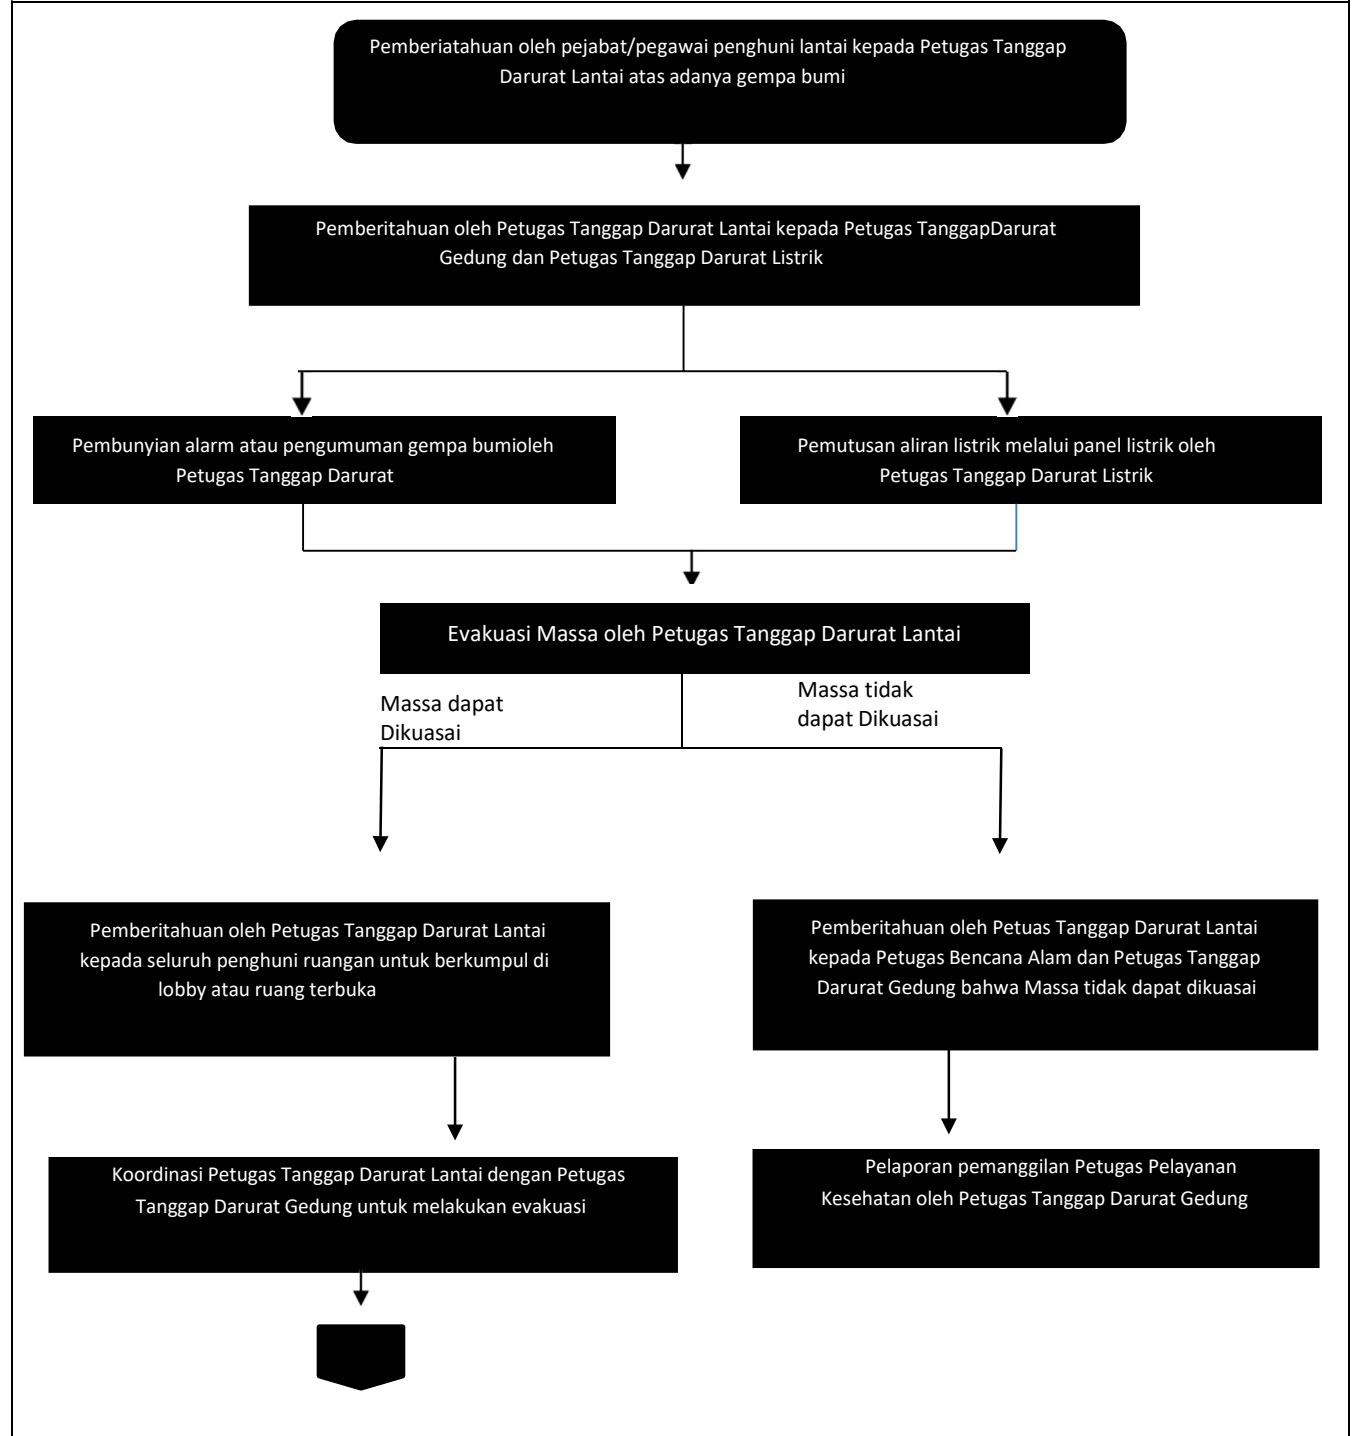 Pemberiatahuan oleh pejabat/pegawai penghuni lantai kepada Petugas Tanggap
Darurat Lantai atas adanya gempa bumi
Pemberitahuan oleh Petugas Tanggap Darurat Lantai kepada Petugas TanggapDarurat
Gedung dan Petugas Tanggap Darurat Listrik
Pembunyian alarm atau pengumuman gempa bumioleh
Petugas Tanggap Darurat
Pemutusan aliran listrik melalui panel listrik oleh
Petugas Tanggap Darurat Listrik
Evakuasi Massa oleh Petugas Tanggap Darurat Lantai
Massa dapat
Dikuasai
Massa tidak
dapat Dikuasai
Pemberitahuan oleh Petugas Tanggap Darurat Lantai
kepada seluruh penghuni ruangan untuk berkumpul di
lobby atau ruang terbuka
Pemberitahuan oleh Petuas Tanggap Darurat Lantai
kepada Petugas Bencana Alam dan Petugas Tanggap
Darurat Gedung bahwa Massa tidak dapat dikuasai
Koordinasi Petugas Tanggap Darurat Lantai dengan Petugas
Tanggap Darurat Gedung untuk melakukan evakuasi
Pelaporan pemanggilan Petugas Pelayanan
Kesehatan oleh Petugas Tanggap Darurat Gedung